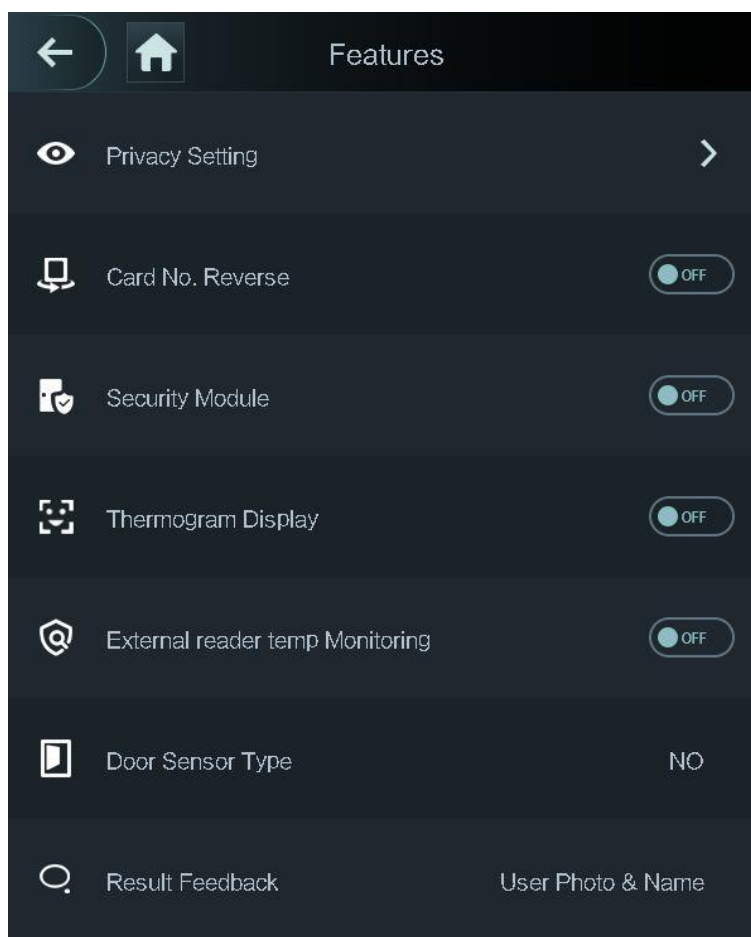 Features
Privacy Setting
Card No. Reverse OFF
Security Module OFF
Thermogram Display OFF
External reader temp Monitoring OFF
Door Sensor Type NO
Result Feedback User Photo & Name